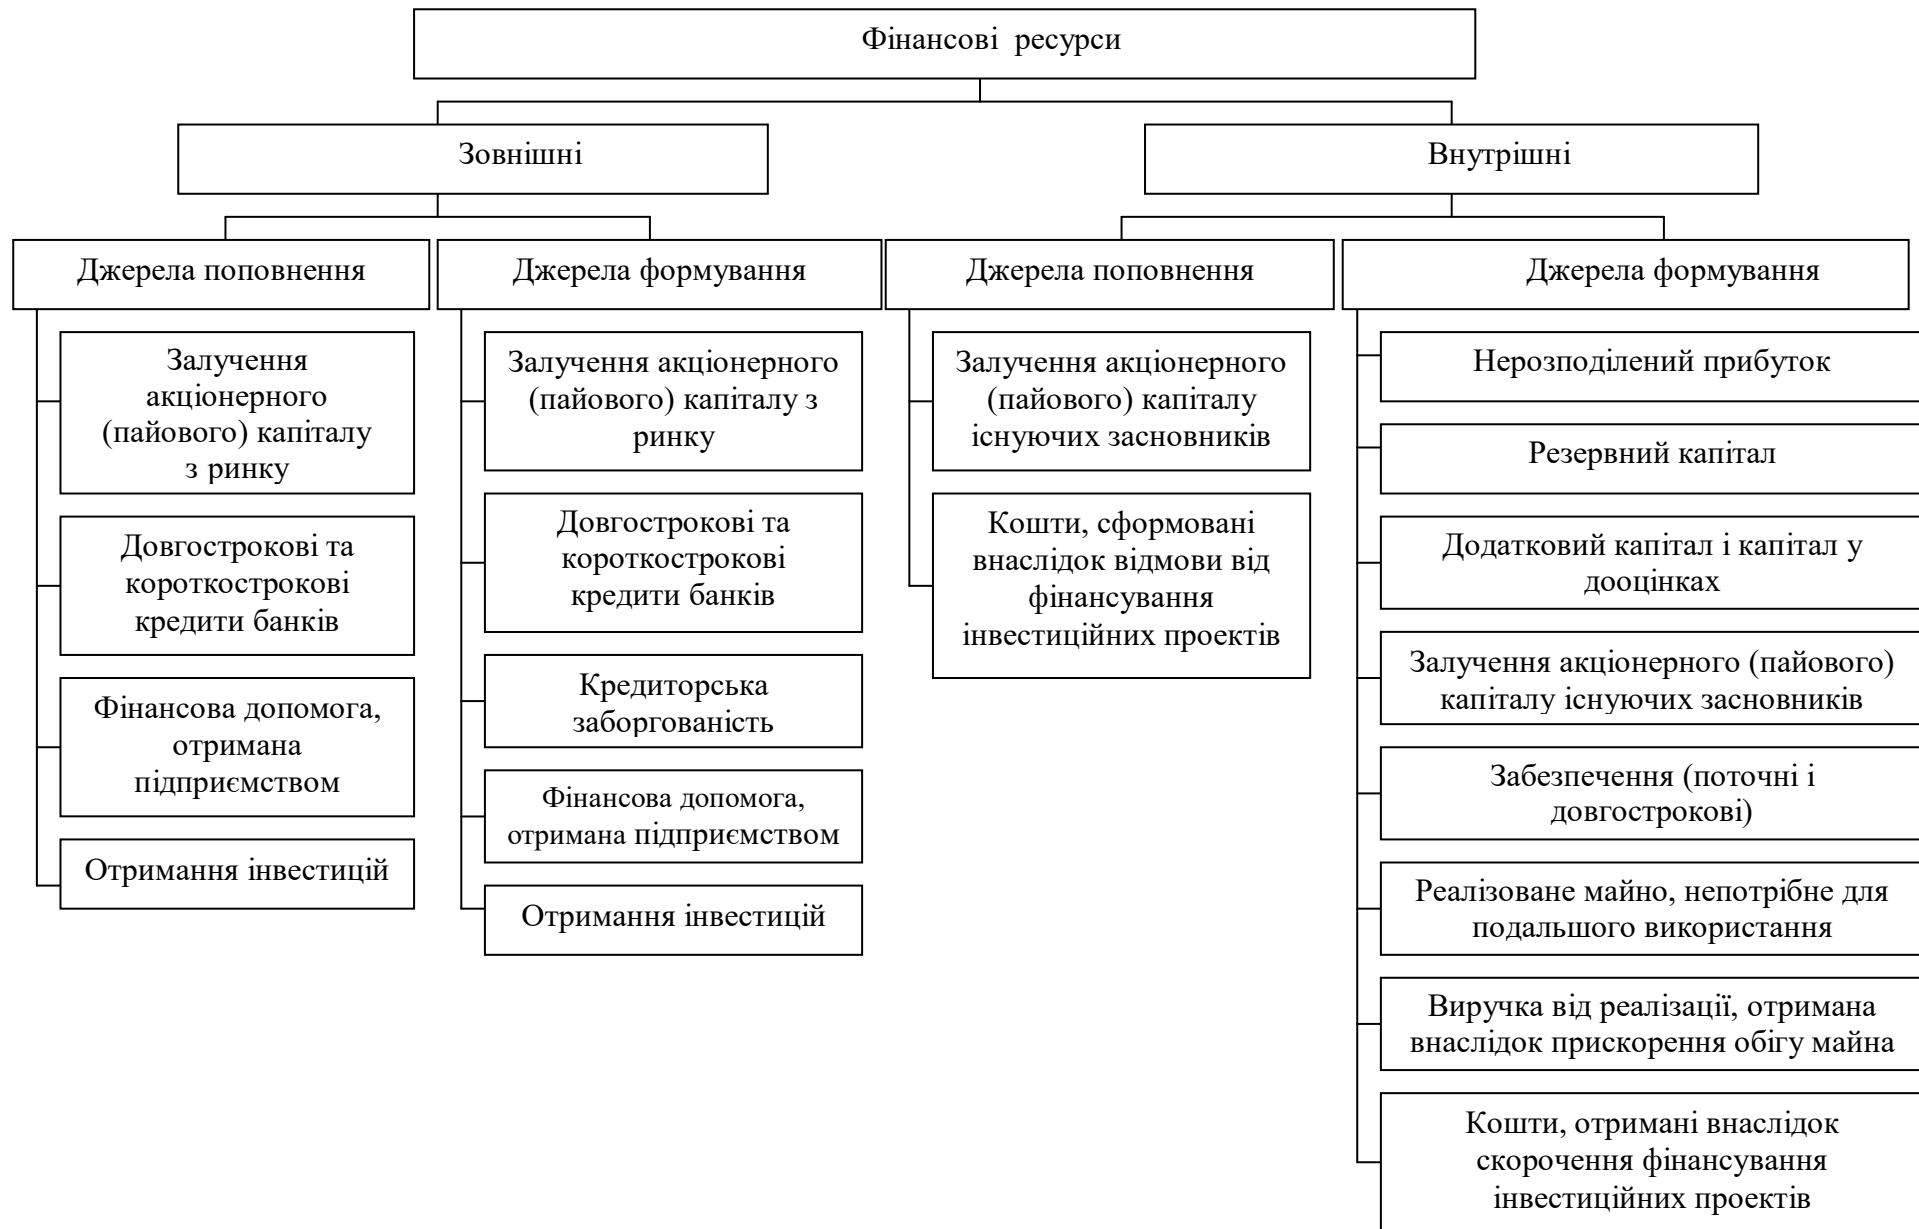 Фінансові ресурси
Зовнішні
Внутрішні
Джерела поповнення
Джерела формування
Джерела поповнення
Джерела формування
Залучення
акціонерного
(пайового) капіталу
з ринку
Довгострокові та
короткострокові
кредити банків
Фінансова допомога,
отримана
підприємством
Отримання інвестицій
Залучення акціонерного
(пайового) капіталу з
ринку
Довгострокові та
короткострокові
кредити банків
Кредиторська
заборгованість
Фінансова допомога,
отримана підприємством
Отримання інвестицій
Залучення акціонерного
(пайового) капіталу
існуючих засновників
Кошти, сформовані
внаслідок відмови від
фінансування
інвестиційних проектів
Нерозподілений прибуток
Резервний капітал
Додатковий капітал і капітал у
дооцінках
Залучення акціонерного (пайового)
капіталу існуючих засновників
Забезпечення (поточні і
довгострокові)
Реалізоване майно, непотрібне для
подальшого використання
Виручка від реалізації, отримана
внаслідок прискорення обігу майна
Кошти, отримані внаслідок
скорочення фінансування
інвестиційних проектів